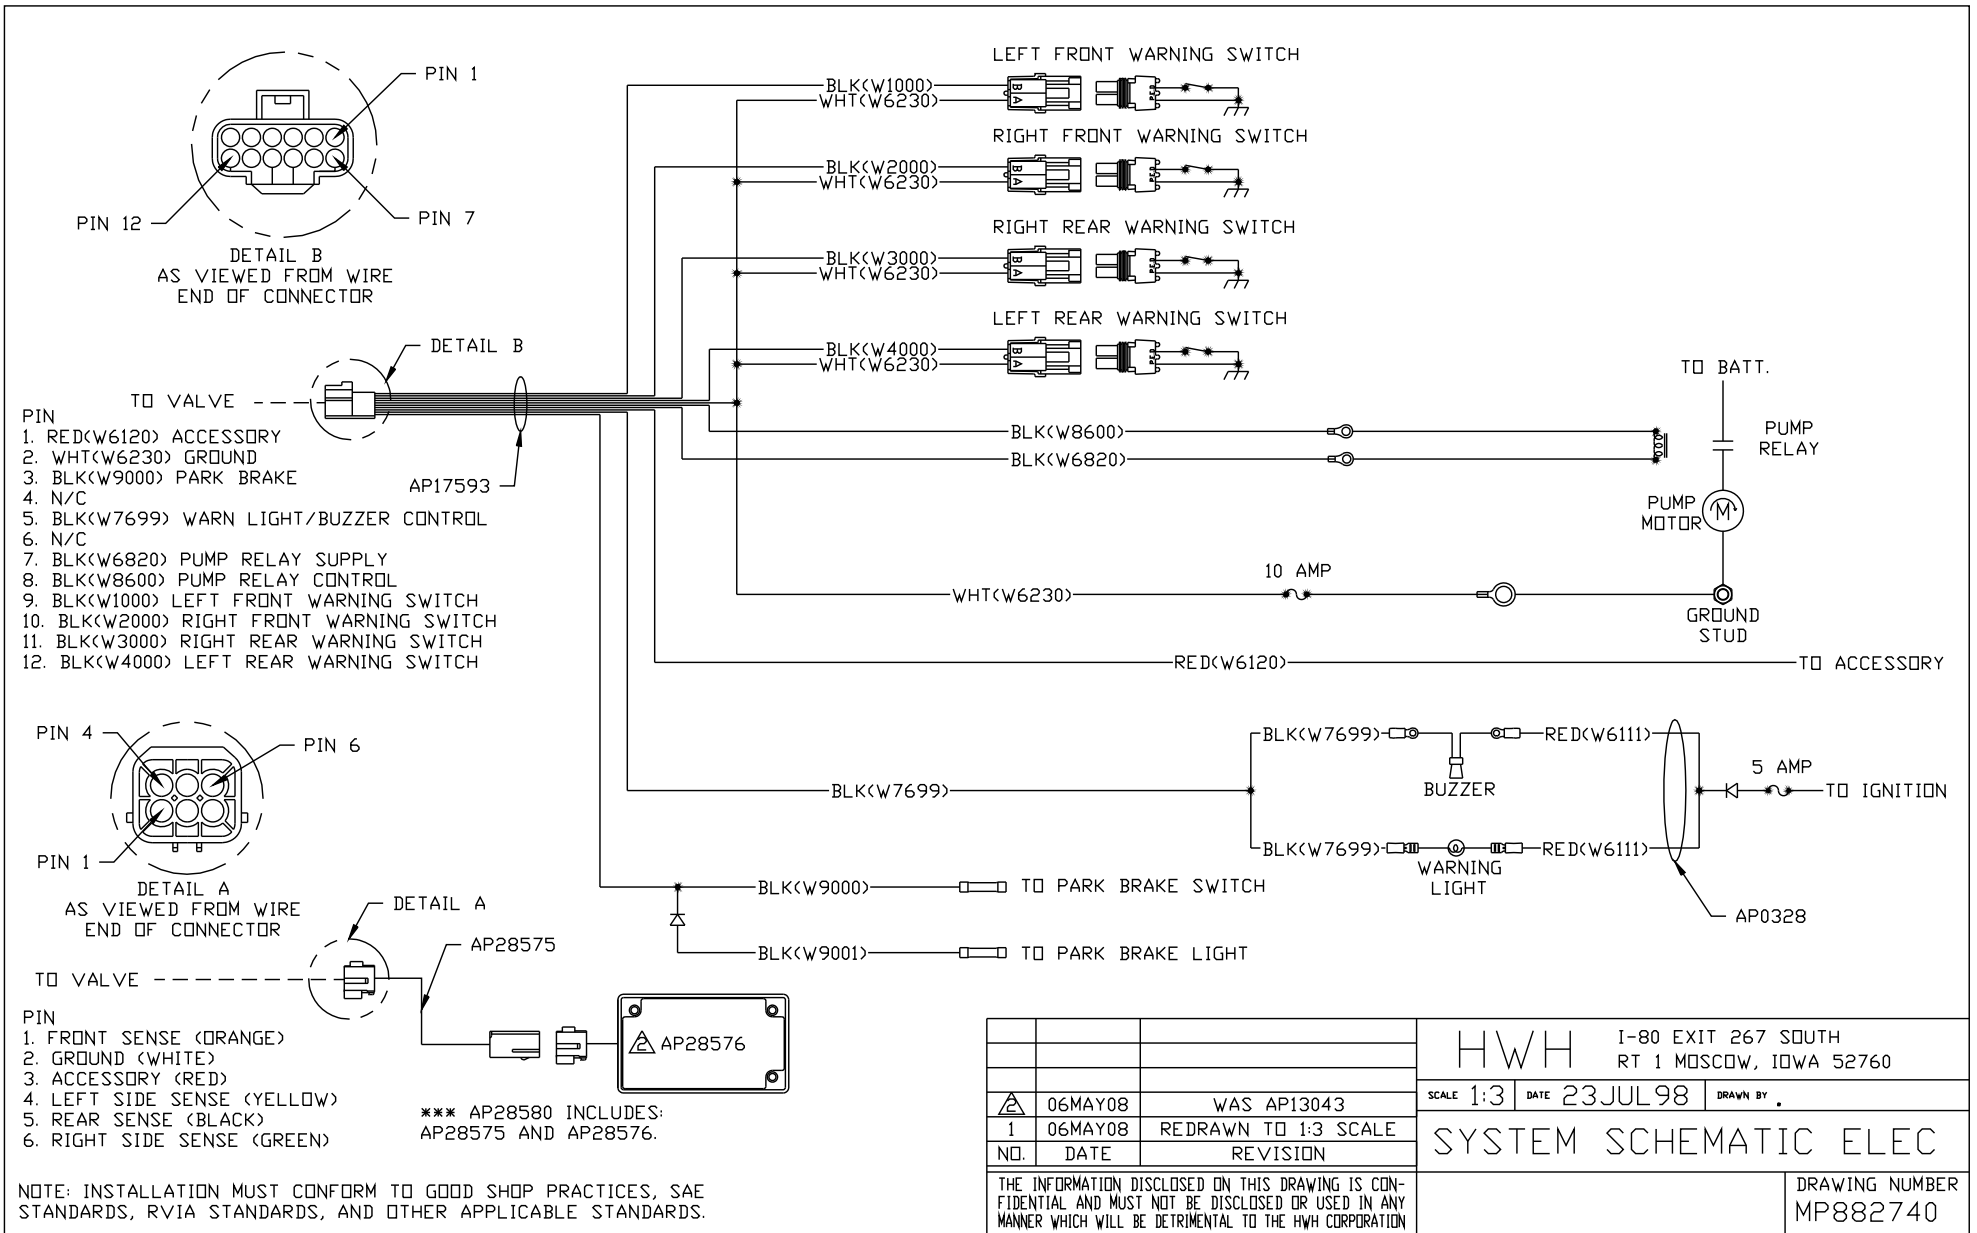 LEFT FRONT WARNING SWITCH
PIN 1
BLK(W1000)
WHT(W6230)
B
A
RIGHT FRONT WARNING SWITCH
BLK(W2000)
WHT(W6230)
B
A
PIN 12
PIN 7
RIGHT REAR WARNING SWITCH
DETAIL B
AS VIEWED FROM WIRE
END OF CONNECTOR
BLK(W3000)
WHT(W6230)
B
A
LEFT REAR WARNING SWITCH
DETAIL B
BLK(W4000)
WHT(W6230)
B
A
TO BATT.
TO VALVE
PIN
1. RED(W6120) ACCESSORY
2. WHT(W6230) GROUND
3. BLK(W9000) PARK BRAKE
4. N/C
5. BLK(W7699) WARN LIGHT/BUZZER CONTROL
6. N/C
7. BLK(W6820) PUMP RELAY SUPPLY
8. BLK(W8600) PUMP RELAY CONTROL
9. BLK(W1000) LEFT FRONT WARNING SWITCH
10. BLK(W2000) RIGHT FRONT WARNING SWITCH
11. BLK(W3000) RIGHT REAR WARNING SWITCH
12. BLK(W4000) LEFT REAR WARNING SWITCH
AP17593
BLK(W8600)
BLK(W6820)
PUMP
RELAY
PUMP
MOTOR
M
10 AMP
WHT(W6230)
GROUND
STUD
RED(W6120)
TO ACCESSORY
PIN 4
PIN 6
PIN 1
DETAIL A
AS VIEWED FROM WIRE
END OF CONNECTOR
BLK(W7699)
BLK(W7699)
RED(W6111)
BUZZER
5 AMP
TO IGNITION
BLK(W7699)
RED(W6111)
WARNING
LIGHT
AP0328
BLK(W9000)
TO PARK BRAKE SWITCH
BLK(W9001)
TO PARK BRAKE LIGHT
DETAIL A
AP28575
TO VALVE
PIN
1. FRONT SENSE (ORANGE)
2. GROUND (WHITE)
3. ACCESSORY (RED)
4. LEFT SIDE SENSE (YELLOW)
5. REAR SENSE (BLACK)
6. RIGHT SIDE SENSE (GREEN)
2 AP28576
*** AP28580 INCLUDES:
AP28575 AND AP28576.
NOTE: INSTALLATION MUST CONFORM TO GOOD SHOP PRACTICES, SAE
STANDARDS, RVIA STANDARDS, AND OTHER APPLICABLE STANDARDS.
2 06MAY08 WAS AP13043
1 06MAY08 REDRAWN TO 1:3 SCALE
NO. DATE REVISION
THE INFORMATION DISCLOSED ON THIS DRAWING IS CON-
FIDENTIAL AND MUST NOT BE DISCLOSED OR USED IN ANY
MANNER WHICH WILL BE DETRIMENTAL TO THE HWH CORPORATION
HWH
I-80 EXIT 267 SOUTH
RT 1 MOSCOW, IOWA 52760
SCALE 1:3 DATE 23JUL98 DRAWN BY .
SYSTEM SCHEMATIC ELEC
DRAWING NUMBER
MP882740